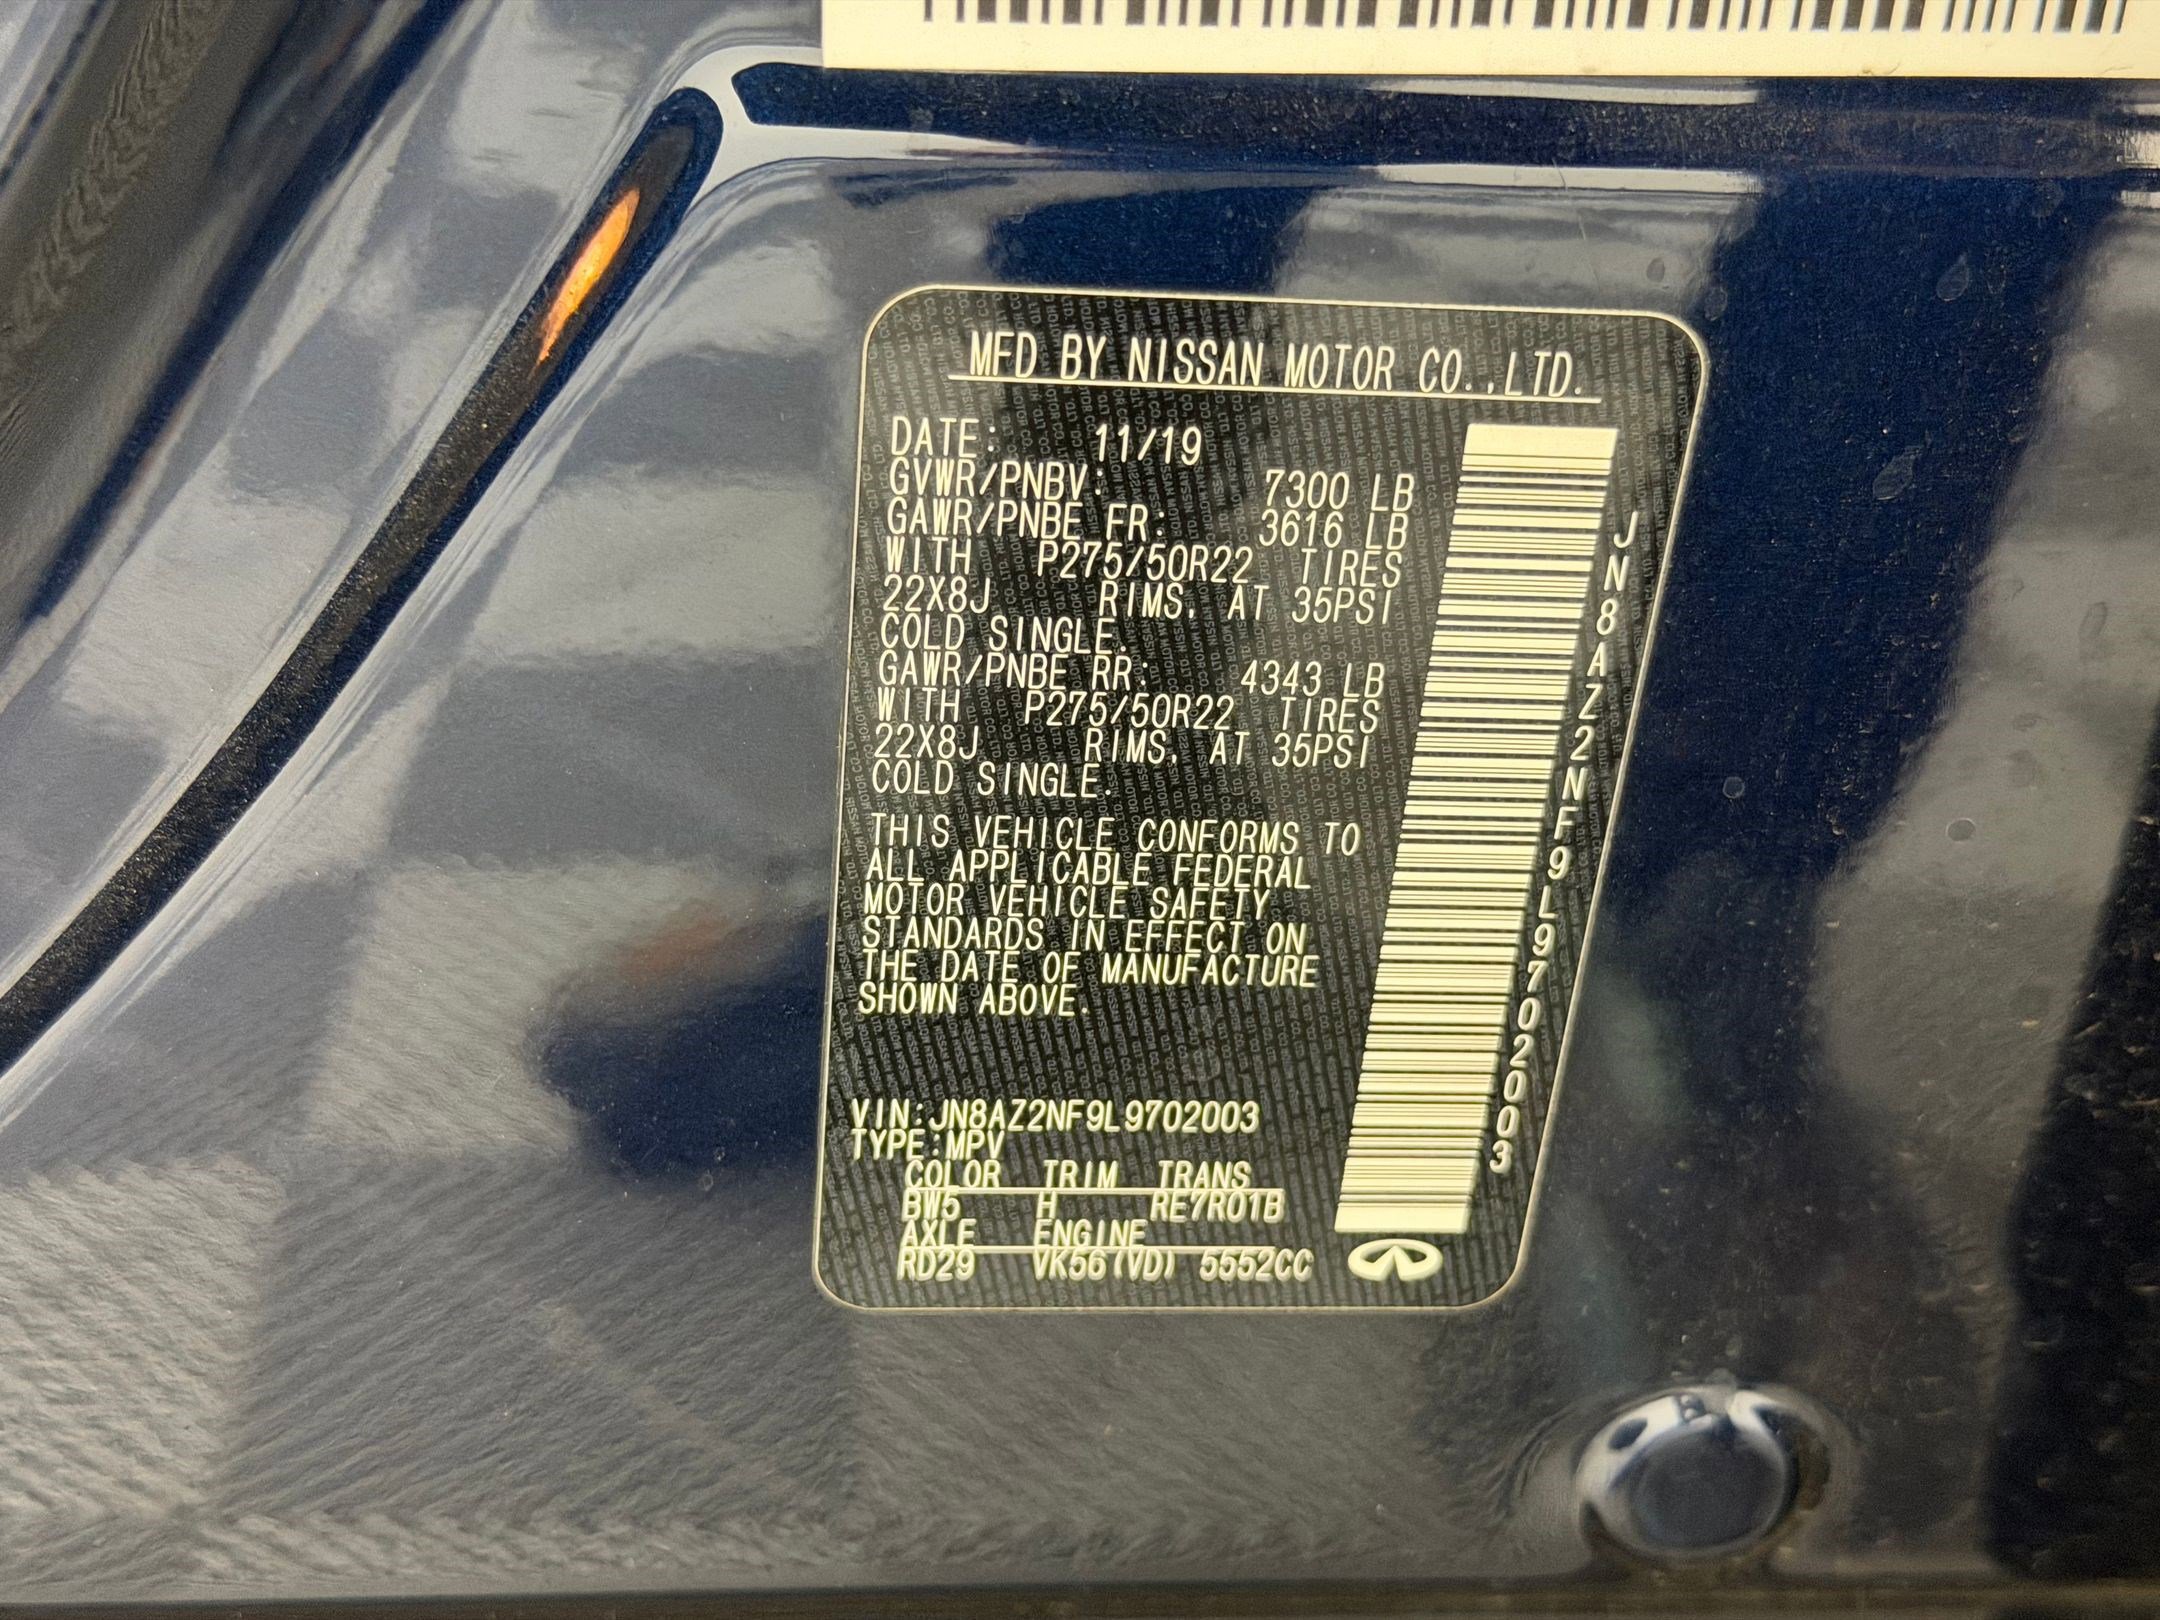 MFD BY NISSAN MOTOR CO.,LTD.
DATE: 11/19
GVWR/PNBV: 7300 LB
GAWR/PNBE FR: 3616 LB
WITH P275/50R22 TIRES
22X8J RIMS, AT 35PSI
COLD SINGLE.
GAWR/PNBE RR: 4343 LB
WITH P275/50R22 TIRES
22X8J RIMS, AT 35PSI
COLD SINGLE.
THIS VEHICLE CONFORMS TO
ALL APPLICABLE FEDERAL
MOTOR VEHICLE SAFETY
STANDARDS IN EFFECT ON
THE DATE OF MANUFACTURE
SHOWN ABOVE.
VIN:JN8AZ2NF9L9702003
TYPE:MPV
COLOR TRIM TRANS
BW5 H RE7R01B
AXLE ENGINE
RD29 VK56(VD) 5552CC
JN8AZ2NF9L9702003